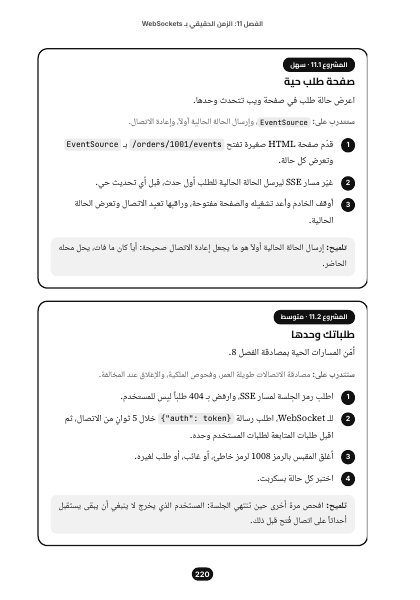 الفصل 11: الزمن الحقيقي بـ WebSockets
المشروع 11.1 · سهل
صفحة طلب حية
اعرض حالة طلب في صفحة ويب تتحدث وحدها.
ستتدرب على: EventSource، وإرسال الحالة الحالية أولاً، وإعادة الاتصال.
1 قدّم صفحة HTML صغيرة تفتح /orders/1001/events بـ EventSource
وتعرض كل حالة.
2 غيّر مسار SSE ليرسل الحالة الحالية للطلب أول حدث، قبل أي تحديث حي.
3 أوقف الخادم وأعد تشغيله والصفحة مفتوحة، وراقبها تعيد الاتصال وتعرض الحالة
الحالية.
تلميح: إرسال الحالة الحالية أولاً هو ما يجعل إعادة الاتصال صحيحة: أياً كان ما فات، يحل محله
الحاضر.
المشروع 11.2 · متوسط
طلباتك وحدها
أمّن المسارات الحية بمصادقة الفصل 8.
ستتدرب على: مصادقة الاتصالات طويلة العمر، وفحوص الملكية، والإغلاق عند المخالفة.
1 اطلب رمز الجلسة لمسار SSE، وارفض بـ 404 طلباً ليس للمستخدم.
2 للـ WebSocket، اطلب رسالة {"auth": token} خلال 5 ثوانٍ من الاتصال، ثم
اقبل طلبات المتابعة لطلبات المستخدم وحده.
3 أغلق المقبس بالرمز 1008 لرمز خاطئ، أو غائب، أو طلب لغيره.
4 اختبر كل حالة بسكربت.
تلميح: افحص مرة أخرى حين تنتهي الجلسة: المستخدم الذي يخرج لا ينبغي أن يبقى يستقبل
أحداثاً على اتصال فُتح قبل ذلك.
220